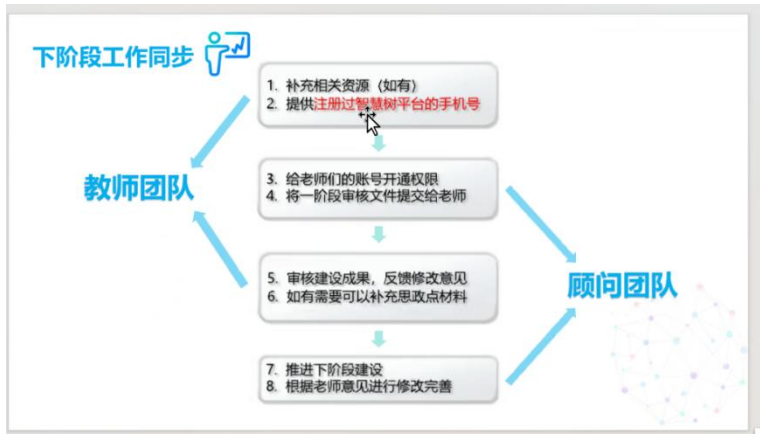 下阶段工作同步
1. 补充相关资源（如有）
2. 提供注册过智慧树平台的手机号
教师团队
3. 给老师们的账号开通权限
4. 将一阶段审核文件提交给老师
5. 审核建设成果，反馈修改意见
6. 如有需要可以补充思政点材料
顾问团队
7. 推进下阶段建设
8. 根据老师意见进行修改完善